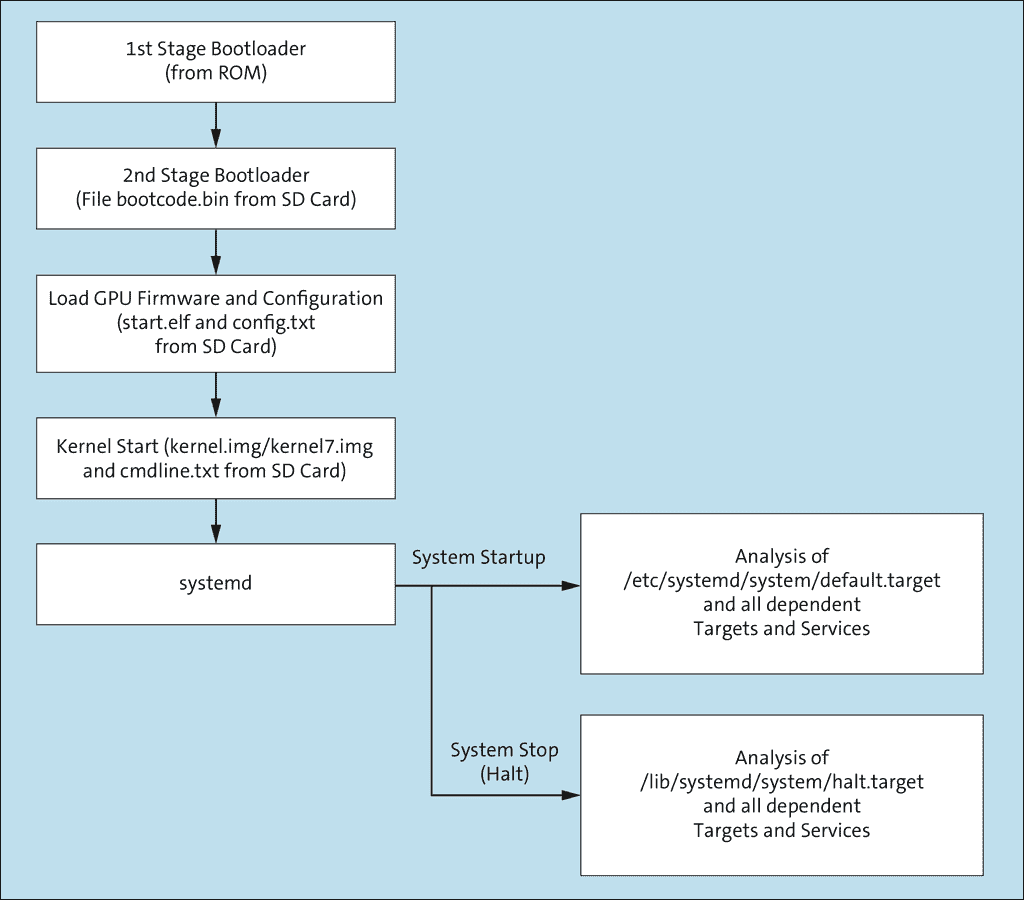 1st Stage Bootloader
(from ROM)
2nd Stage Bootloader
(File bootcode.bin from SD Card)
Load GPU Firmware and Configuration
(start.elf and config.txt
from SD Card)
Kernel Start (kernel.img/kernel7.img
and cmdline.txt from SD Card)
systemd
System Startup
Analysis of
/etc/systemd/system/default.target
and all dependent
Targets and Services
System Stop
(Halt)
Analysis of
/lib/systemd/system/halt.target
and all dependent
Targets and Services